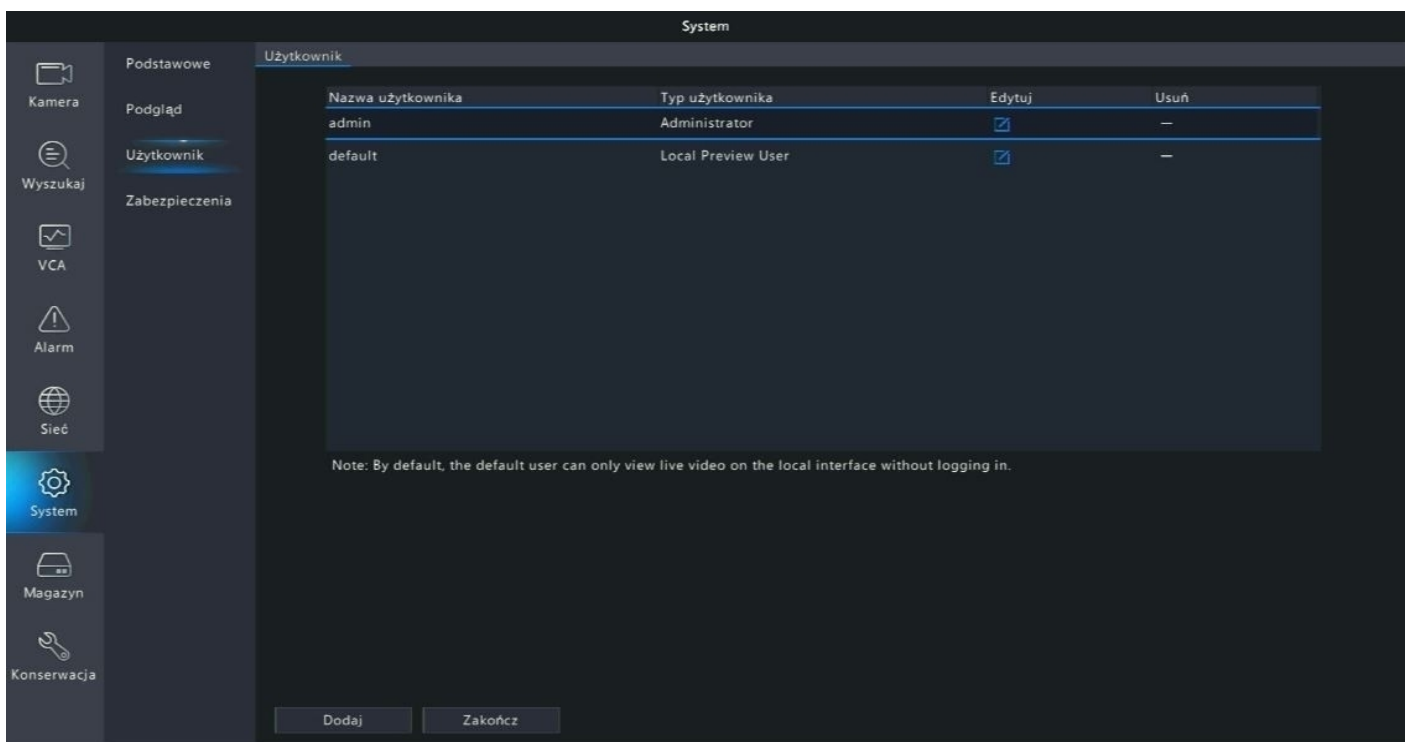 System
Kamera
Wyszukaj
VCA
Alarm
Sieć
System
Magazyn
Konserwacja
Podstawowe
Podgląd
Użytkownik
Zabezpieczenia
Użytkownik
Nazwa użytkownika Typ użytkownika Edytuj Usuń
admin Administrator —
default Local Preview User —
Note: By default, the default user can only view live video on the local interface without logging in.
Dodaj Zakończ